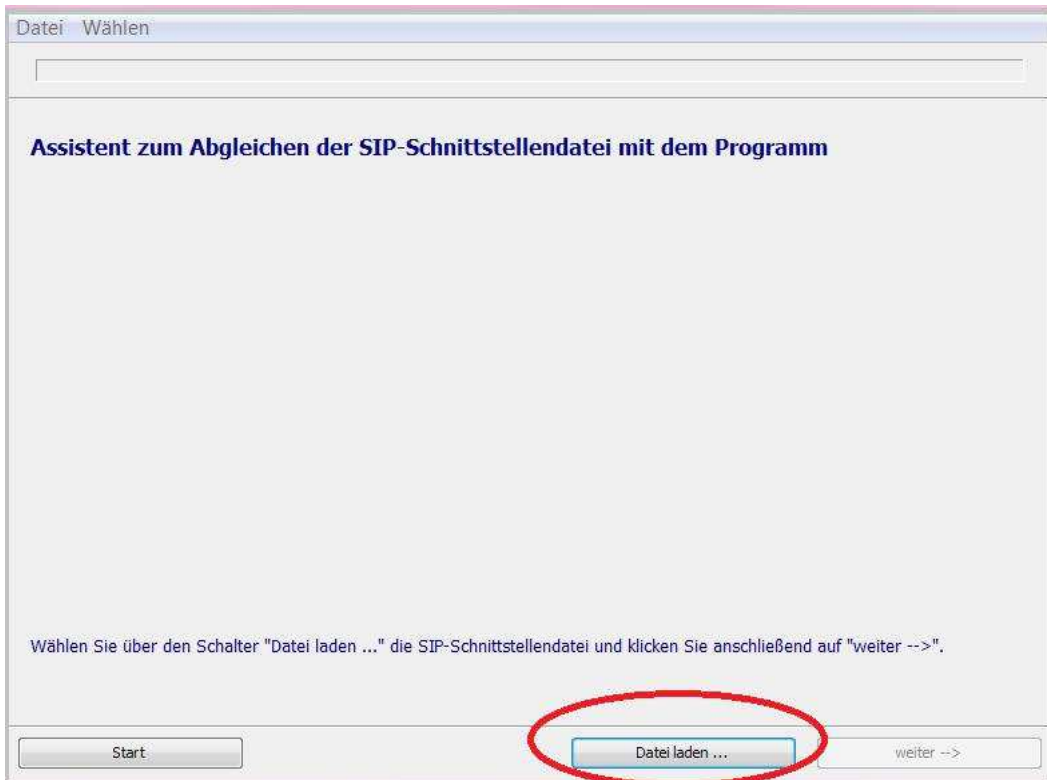 Datei Wählen
Assistent zum Abgleichen der SIP-Schnittstellendatei mit dem Programm
Wählen Sie über den Schalter "Datei laden ..." die SIP-Schnittstellendatei und klicken Sie anschließend auf "weiter -->".
Start Datei laden ... weiter -->